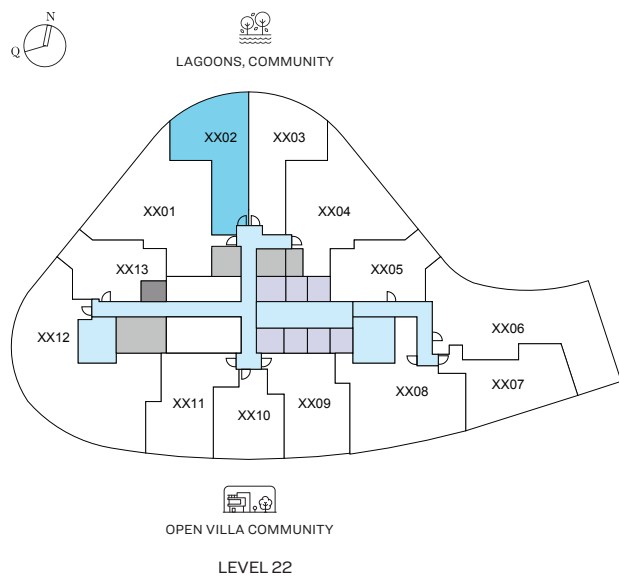 N
Q
LAGOONS, COMMUNITY
XX02
XX03
XX01
XX04
XX13
XX05
XX12
XX06
XX11
XX10
XX09
XX08
XX07
OPEN VILLA COMMUNITY
LEVEL 22